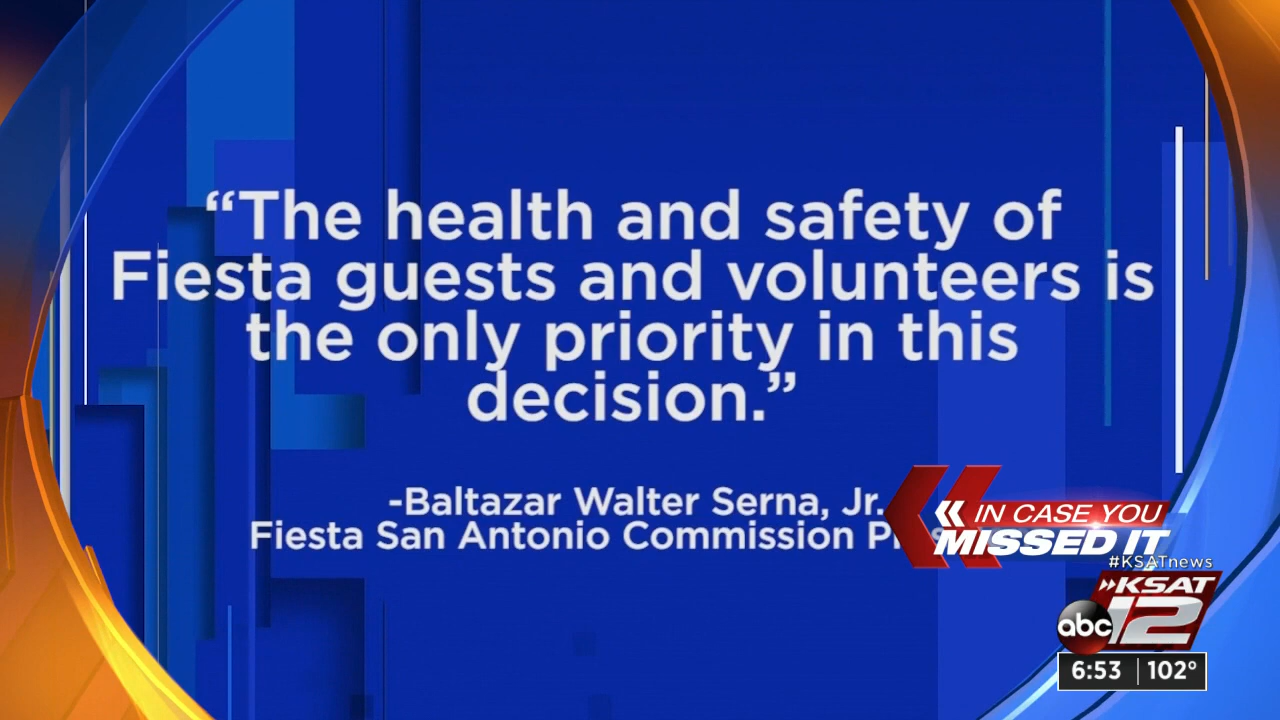 “The health and safety of
Fiesta guests and volunteers is
the only priority in this
decision.”
-Baltazar Walter Serna, Jr.
Fiesta San Antonio Commission
IN CASE YOU
MISSED IT
#KSATnews
KSAT
abc 12
6:53 102°